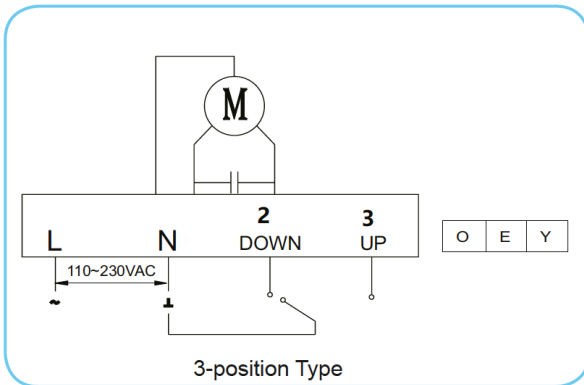 M
2 3
L N DOWN UP
O E Y
110~230VAC
~
3-position Type